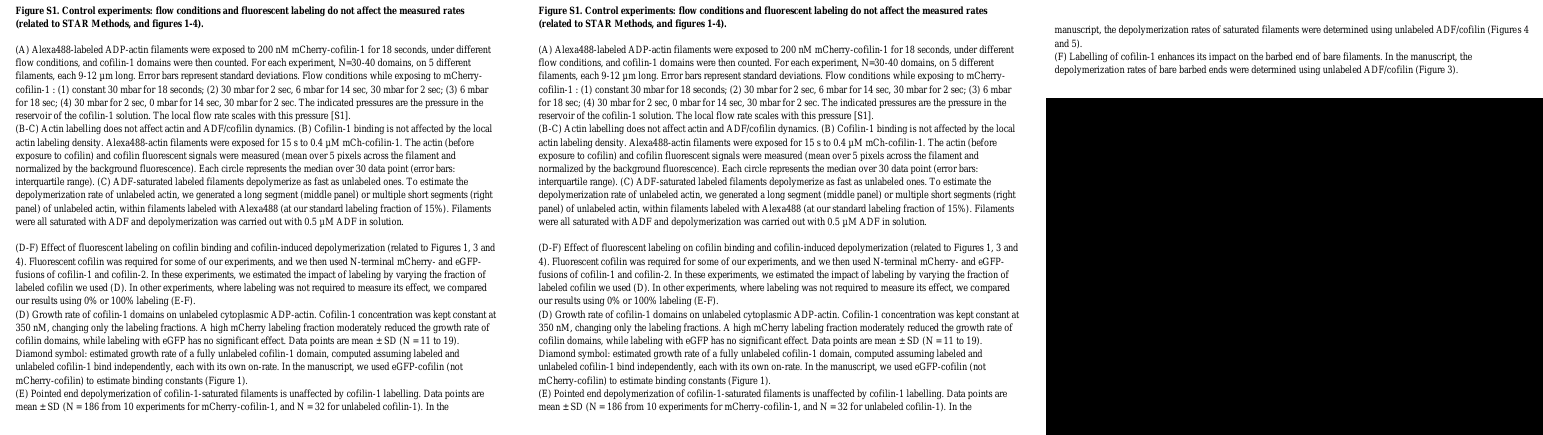 Figure S1. Control experiments: flow conditions and fluorescent labeling do not affect the measured rates
(related to STAR Methods, and figures 1-4).
(A) Alexa488-labeled ADP-actin filaments were exposed to 200 nM mCherry-cofilin-1 for 18 seconds, under different
flow conditions, and cofilin-1 domains were then counted. For each experiment, N=30-40 domains, on 5 different
filaments, each 9-12 µm long. Error bars represent standard deviations. Flow conditions while exposing to mCherry-
cofilin-1 : (1) constant 30 mbar for 18 seconds; (2) 30 mbar for 2 sec, 6 mbar for 14 sec, 30 mbar for 2 sec; (3) 6 mbar
for 18 sec; (4) 30 mbar for 2 sec, 0 mbar for 14 sec, 30 mbar for 2 sec. The indicated pressures are the pressure in the
reservoir of the cofilin-1 solution. The local flow rate scales with this pressure [S1].
(B-C) Actin labelling does not affect actin and ADF/cofilin dynamics. (B) Cofilin-1 binding is not affected by the local
actin labeling density. Alexa488-actin filaments were exposed for 15 s to 0.4 µM mCh-cofilin-1. The actin (before
exposure to cofilin) and cofilin fluorescent signals were measured (mean over 5 pixels across the filament and
normalized by the background fluorescence). Each circle represents the median over 30 data point (error bars:
interquartile range). (C) ADF-saturated labeled filaments depolymerize as fast as unlabeled ones. To estimate the
depolymerization rate of unlabeled actin, we generated a long segment (middle panel) or multiple short segments (right
panel) of unlabeled actin, within filaments labeled with Alexa488 (at our standard labeling fraction of 15%). Filaments
were all saturated with ADF and depolymerization was carried out with 0.5 µM ADF in solution.
(D-F) Effect of fluorescent labeling on cofilin binding and cofilin-induced depolymerization (related to Figures 1, 3 and
4). Fluorescent cofilin was required for some of our experiments, and we then used N-terminal mCherry- and eGFP-
fusions of cofilin-1 and cofilin-2. In these experiments, we estimated the impact of labeling by varying the fraction of
labeled cofilin we used (D). In other experiments, where labeling was not required to measure its effect, we compared
our results using 0% or 100% labeling (E-F).
(D) Growth rate of cofilin-1 domains on unlabeled cytoplasmic ADP-actin. Cofilin-1 concentration was kept constant at
350 nM, changing only the labeling fractions. A high mCherry labeling fraction moderately reduced the growth rate of
cofilin domains, while labeling with eGFP has no significant effect. Data points are mean ± SD (N = 11 to 19).
Diamond symbol: estimated growth rate of a fully unlabeled cofilin-1 domain, computed assuming labeled and
unlabeled cofilin-1 bind independently, each with its own on-rate. In the manuscript, we used eGFP-cofilin (not
mCherry-cofilin) to estimate binding constants (Figure 1).
(E) Pointed end depolymerization of cofilin-1-saturated filaments is unaffected by cofilin-1 labelling. Data points are
mean ± SD (N = 186 from 10 experiments for mCherry-cofilin-1, and N = 32 for unlabeled cofilin-1). In the
Figure S1. Control experiments: flow conditions and fluorescent labeling do not affect the measured rates
(related to STAR Methods, and figures 1-4).
(A) Alexa488-labeled ADP-actin filaments were exposed to 200 nM mCherry-cofilin-1 for 18 seconds, under different
flow conditions, and cofilin-1 domains were then counted. For each experiment, N=30-40 domains, on 5 different
filaments, each 9-12 µm long. Error bars represent standard deviations. Flow conditions while exposing to mCherry-
cofilin-1 : (1) constant 30 mbar for 18 seconds; (2) 30 mbar for 2 sec, 6 mbar for 14 sec, 30 mbar for 2 sec; (3) 6 mbar
for 18 sec; (4) 30 mbar for 2 sec, 0 mbar for 14 sec, 30 mbar for 2 sec. The indicated pressures are the pressure in the
reservoir of the cofilin-1 solution. The local flow rate scales with this pressure [S1].
(B-C) Actin labelling does not affect actin and ADF/cofilin dynamics. (B) Cofilin-1 binding is not affected by the local
actin labeling density. Alexa488-actin filaments were exposed for 15 s to 0.4 µM mCh-cofilin-1. The actin (before
exposure to cofilin) and cofilin fluorescent signals were measured (mean over 5 pixels across the filament and
normalized by the background fluorescence). Each circle represents the median over 30 data point (error bars:
interquartile range). (C) ADF-saturated labeled filaments depolymerize as fast as unlabeled ones. To estimate the
depolymerization rate of unlabeled actin, we generated a long segment (middle panel) or multiple short segments (right
panel) of unlabeled actin, within filaments labeled with Alexa488 (at our standard labeling fraction of 15%). Filaments
were all saturated with ADF and depolymerization was carried out with 0.5 µM ADF in solution.
(D-F) Effect of fluorescent labeling on cofilin binding and cofilin-induced depolymerization (related to Figures 1, 3 and
4). Fluorescent cofilin was required for some of our experiments, and we then used N-terminal mCherry- and eGFP-
fusions of cofilin-1 and cofilin-2. In these experiments, we estimated the impact of labeling by varying the fraction of
labeled cofilin we used (D). In other experiments, where labeling was not required to measure its effect, we compared
our results using 0% or 100% labeling (E-F).
(D) Growth rate of cofilin-1 domains on unlabeled cytoplasmic ADP-actin. Cofilin-1 concentration was kept constant at
350 nM, changing only the labeling fractions. A high mCherry labeling fraction moderately reduced the growth rate of
cofilin domains, while labeling with eGFP has no significant effect. Data points are mean ± SD (N = 11 to 19).
Diamond symbol: estimated growth rate of a fully unlabeled cofilin-1 domain, computed assuming labeled and
unlabeled cofilin-1 bind independently, each with its own on-rate. In the manuscript, we used eGFP-cofilin (not
mCherry-cofilin) to estimate binding constants (Figure 1).
(E) Pointed end depolymerization of cofilin-1-saturated filaments is unaffected by cofilin-1 labelling. Data points are
mean ± SD (N = 186 from 10 experiments for mCherry-cofilin-1, and N = 32 for unlabeled cofilin-1). In the
manuscript, the depolymerization rates of saturated filaments were determined using unlabeled ADF/cofilin (Figures 4
and 5).
(F) Labelling of cofilin-1 enhances its impact on the barbed end of bare filaments. In the manuscript, the
depolymerization rates of bare barbed ends were determined using unlabeled ADF/cofilin (Figure 3).